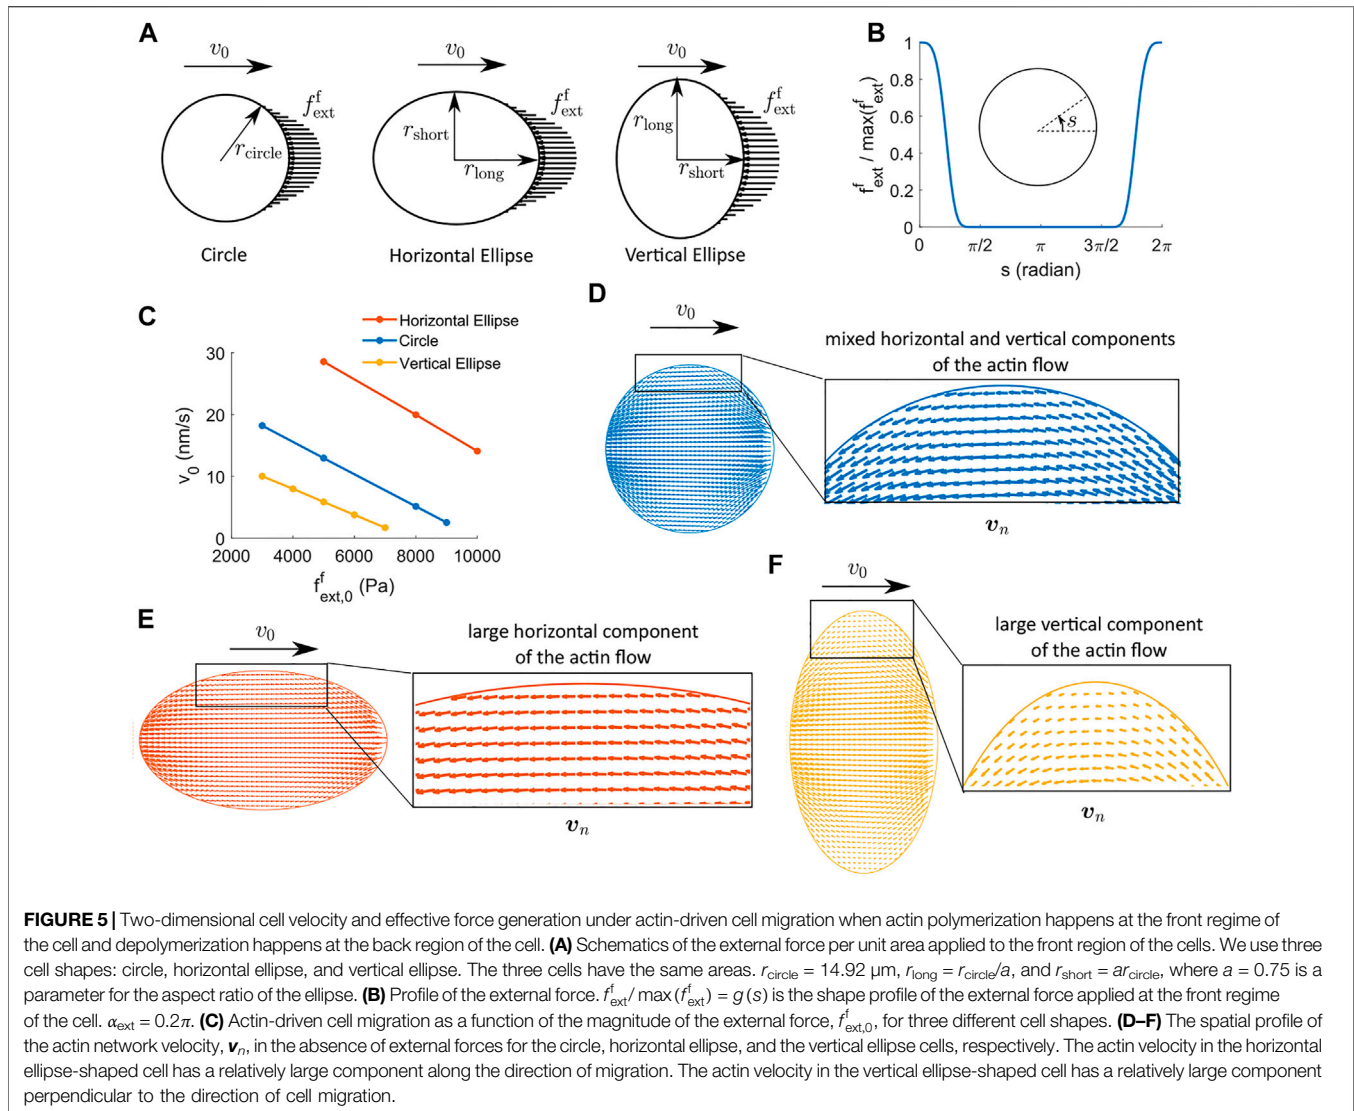 A
v₀
f^f_ext
r_circle
Circle
v₀
f^f_ext
r_short
r_long
Horizontal Ellipse
v₀
f^f_ext
r_long
r_short
Vertical Ellipse
B
f^f_ext / max(f^f_ext)
1
0.8
0.6
0.4
0.2
0
s
0 π/2 π 3π/2 2π
s (radian)
C
Horizontal Ellipse
Circle
Vertical Ellipse
v₀ (nm/s)
30
20
10
0
2000 4000 6000 8000 10000
f^f_ext,0 (Pa)
D
v₀
mixed horizontal and vertical components
of the actin flow
vₙ
E
v₀
large horizontal component
of the actin flow
vₙ
F
v₀
large vertical component
of the actin flow
vₙ
FIGURE 5 | Two-dimensional cell velocity and effective force generation under actin-driven cell migration when actin polymerization happens at the front regime of
the cell and depolymerization happens at the back region of the cell. (A) Schematics of the external force per unit area applied to the front region of the cells. We use three
cell shapes: circle, horizontal ellipse, and vertical ellipse. The three cells have the same areas. r_circle = 14.92 μm, r_long = r_circle/a, and r_short = ar_circle, where a = 0.75 is a
parameter for the aspect ratio of the ellipse. (B) Profile of the external force. f^f_ext/max (f^f_ext) = g(s) is the shape profile of the external force applied at the front regime
of the cell. α_ext = 0.2π. (C) Actin-driven cell migration as a function of the magnitude of the external force, f^f_ext,0, for three different cell shapes. (D–F) The spatial profile of
the actin network velocity, vₙ, in the absence of external forces for the circle, horizontal ellipse, and the vertical ellipse cells, respectively. The actin velocity in the horizontal
ellipse-shaped cell has a relatively large component along the direction of migration. The actin velocity in the vertical ellipse-shaped cell has a relatively large component
perpendicular to the direction of cell migration.